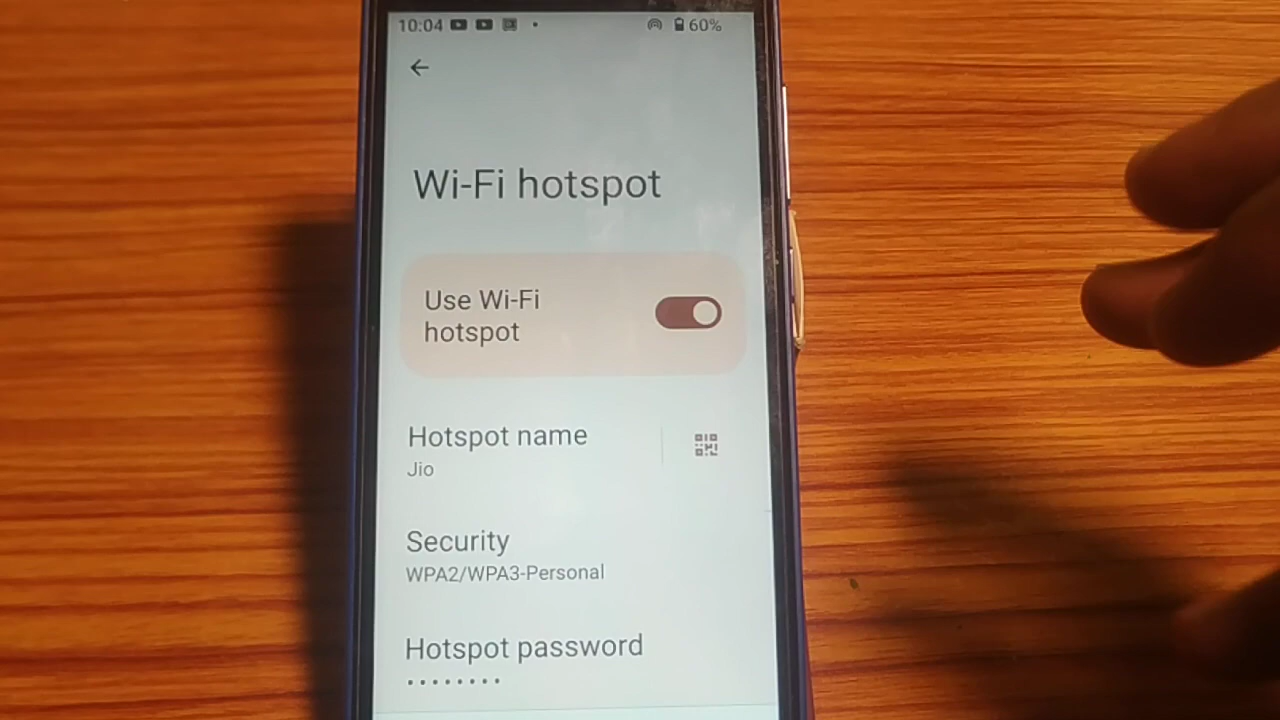 10:04 60%
Wi-Fi hotspot
Use Wi-Fi
hotspot
Hotspot name
Jio
Security
WPA2/WPA3-Personal
Hotspot password
••••••••